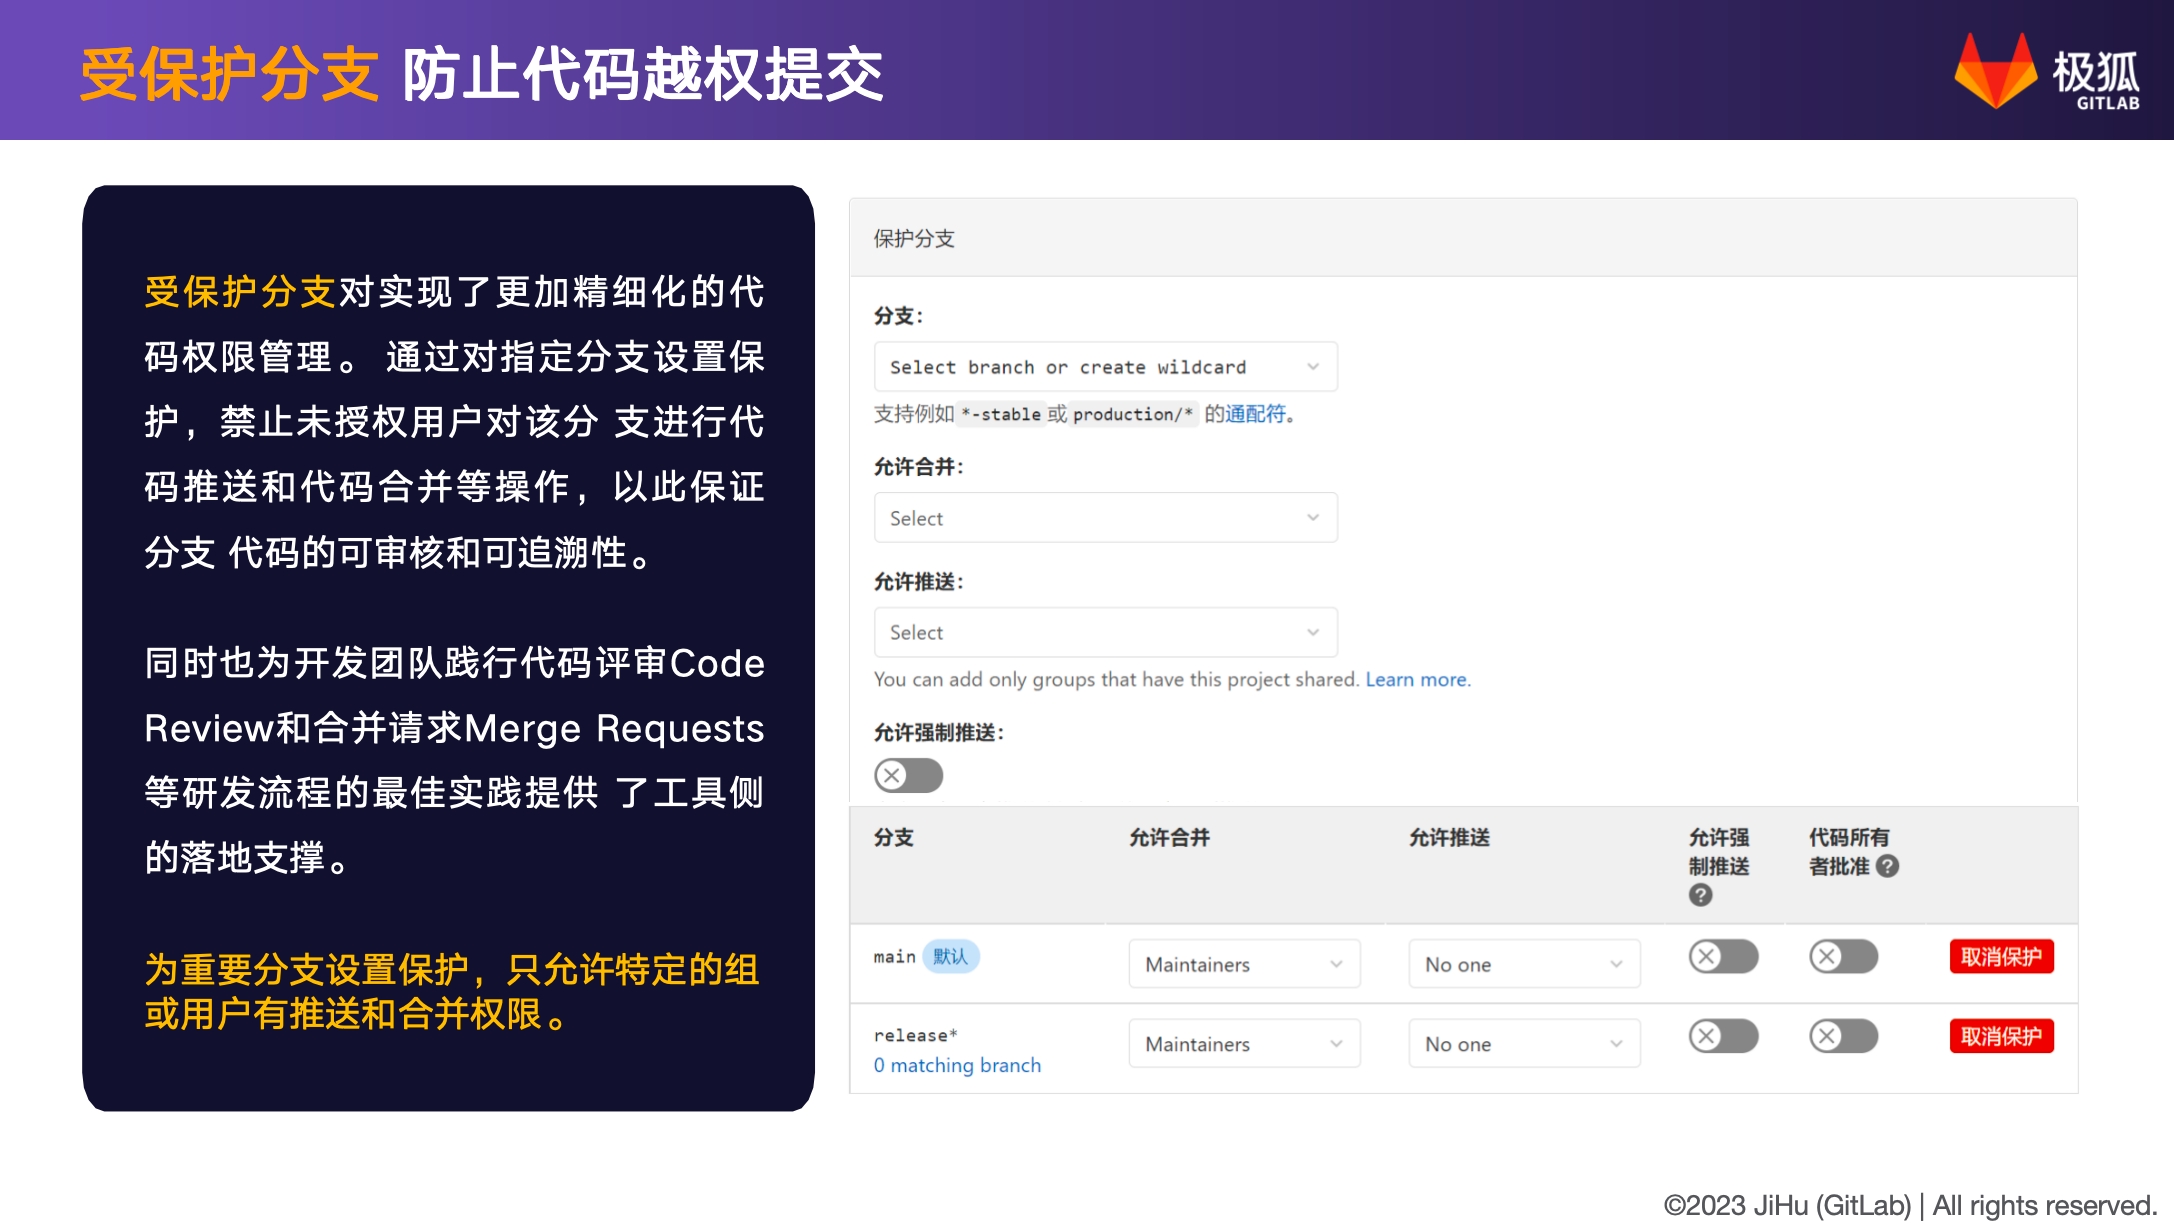 受保护分支 防止代码越权提交
极狐
GITLAB
受保护分支对实现了更加精细化的代
码权限管理。 通过对指定分支设置保
护，禁止未授权用户对该分 支进行代
码推送和代码合并等操作，以此保证
分支 代码的可审核和可追溯性。
同时也为开发团队践行代码评审Code
Review和合并请求Merge Requests
等研发流程的最佳实践提供 了工具侧
的落地支撑。
为重要分支设置保护，只允许特定的组
或用户有推送和合并权限。
保护分支
分支：
Select branch or create wildcard
支持例如 *-stable 或 production/* 的通配符。
允许合并：
Select
允许推送：
Select
You can add only groups that have this project shared. Learn more.
允许强制推送：
分支 允许合并 允许推送 允许强 代码所有
制推送 者批准 ?
?
main 默认 Maintainers No one 取消保护
release* Maintainers No one 取消保护
0 matching branch
©2023 JiHu (GitLab) | All rights reserved.